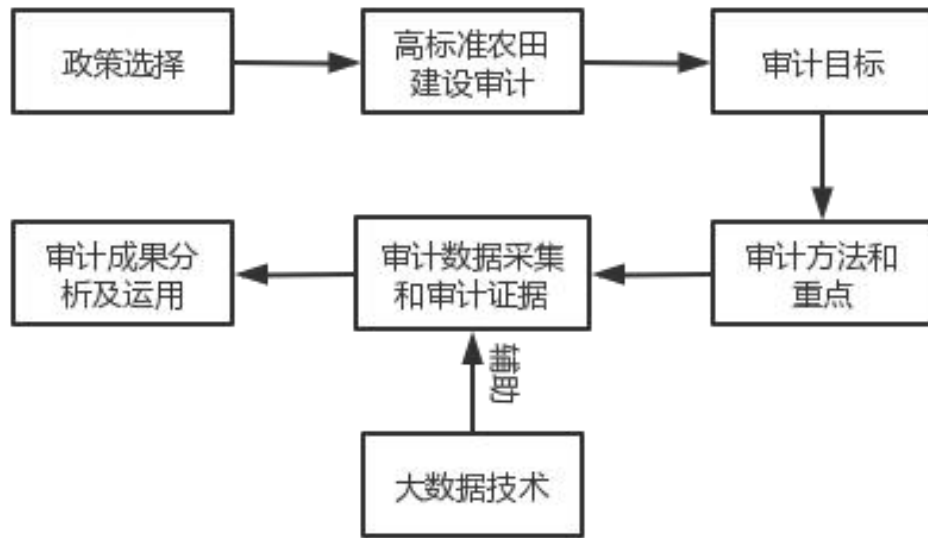 政策选择
高标准农田
建设审计
审计目标
审计方法和
重点
审计数据采集
和审计证据
审计成果分
析及运用
辅助
大数据技术